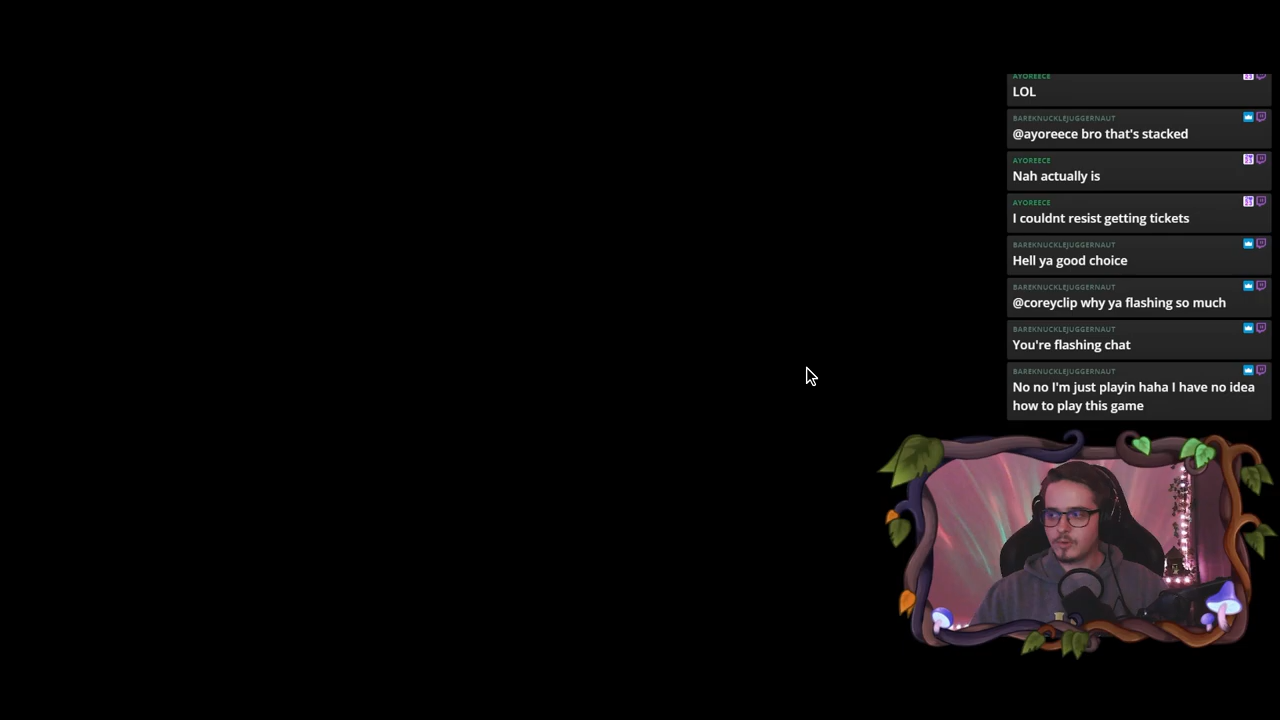 AYOREECE
LOL
BAREKNUCKLEJUGGERNAUT
@ayoreece bro that's stacked
AYOREECE
Nah actually is
AYOREECE
I couldnt resist getting tickets
BAREKNUCKLEJUGGERNAUT
Hell ya good choice
BAREKNUCKLEJUGGERNAUT
@coreyclip why ya flashing so much
BAREKNUCKLEJUGGERNAUT
You're flashing chat
BAREKNUCKLEJUGGERNAUT
No no I'm just playin haha I have no idea
how to play this game